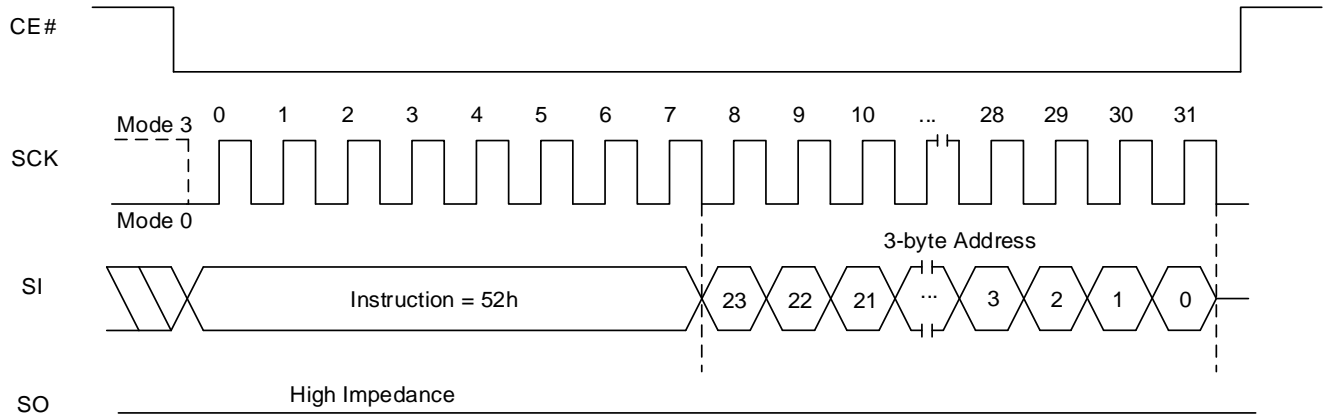 CE#
Mode 3
0 1 2 3 4 5 6 7 8 9 10 ... 28 29 30 31
SCK
Mode 0
3-byte Address
SI
Instruction = 52h
23 22 21 ... 3 2 1 0
High Impedance
SO